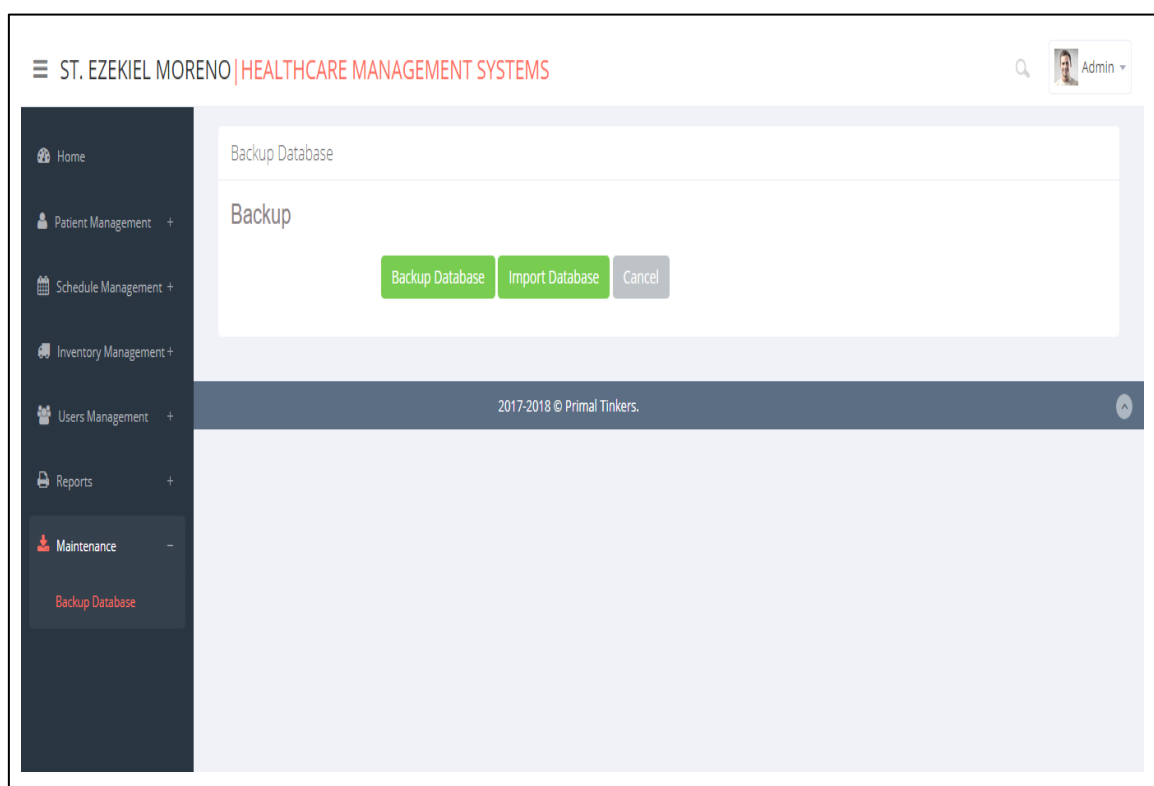 ST. EZEKIEL MORENO|HEALTHCARE MANAGEMENT SYSTEMS
Admin
Home
Patient Management +
Schedule Management +
Inventory Management +
Users Management +
Reports +
Maintenance −
Backup Database
Backup Database
Backup
Backup Database Import Database Cancel
2017-2018 © Primal Tinkers.